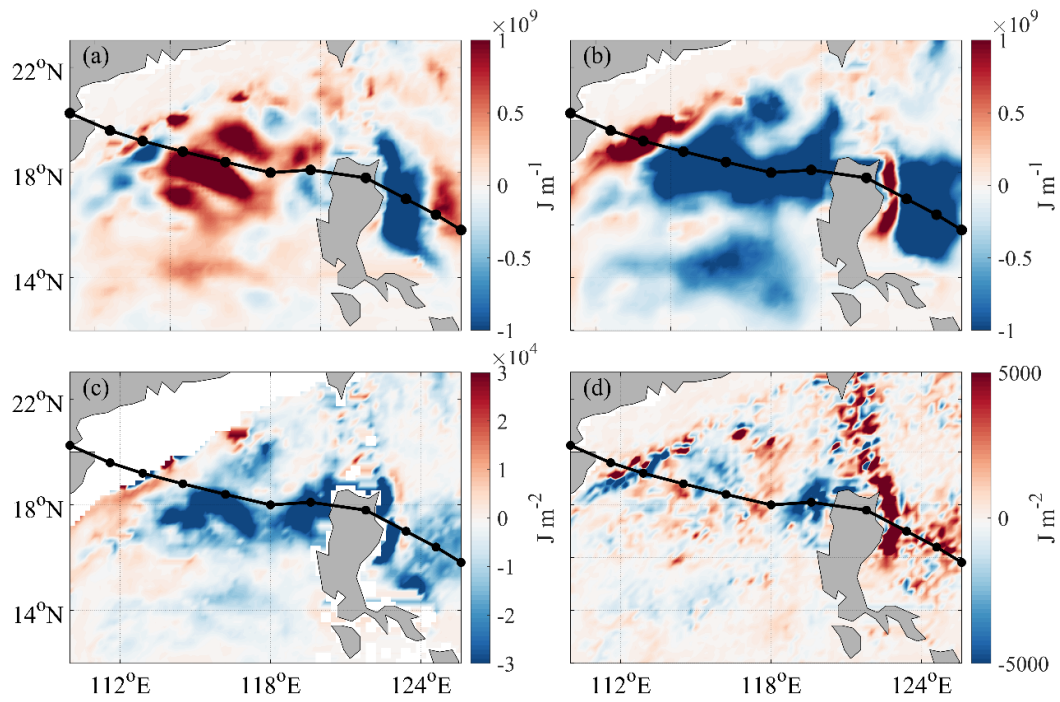 (a)
×10⁹
1
0.5
0
-0.5
-1
J m⁻¹
22°N
18°N
14°N
(b)
×10⁹
1
0.5
0
-0.5
-1
J m⁻¹
(c)
×10⁴
3
2
1
0
-1
-2
-3
J m⁻²
22°N
18°N
14°N
112°E
118°E
124°E
(d)
5000
0
-5000
J m⁻²
112°E
118°E
124°E